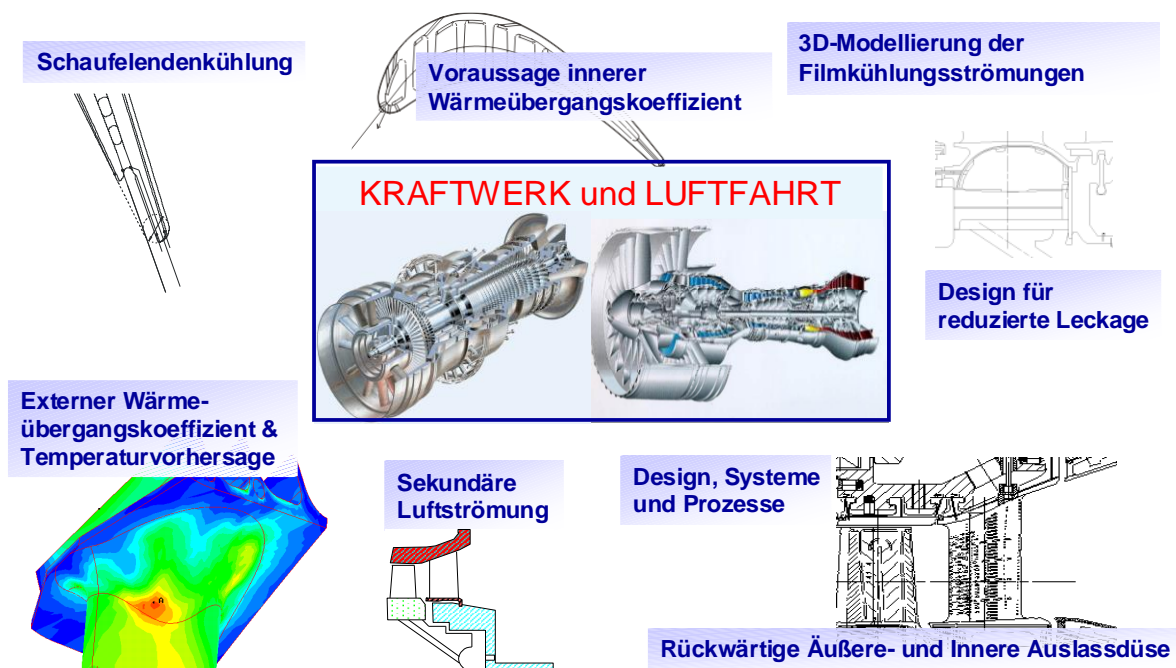 Schaufelendenkühlung
Voraussage innerer
Wärmeübergangskoeffizient
3D-Modellierung der
Filmkühlungsströmungen
KRAFTWERK und LUFTFAHRT
Design für
reduzierte Leckage
Externer Wärme-
übergangskoeffizient &
Temperaturvorhersage
A
Sekundäre
Luftströmung
Design, Systeme
und Prozesse
Rückwärtige Äußere- und Innere Auslassdüse